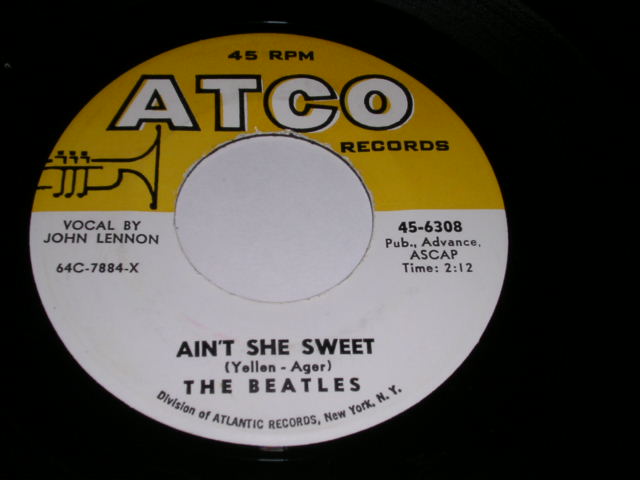 45 RPM
ATCO
RECORDS
VOCAL BY
JOHN LENNON
64C-7884-X
45-6308
Pub., Advance,
ASCAP
Time: 2:12
AIN'T SHE SWEET
(Yellen - Ager)
THE BEATLES
Division of ATLANTIC RECORDS, New York, N. Y.